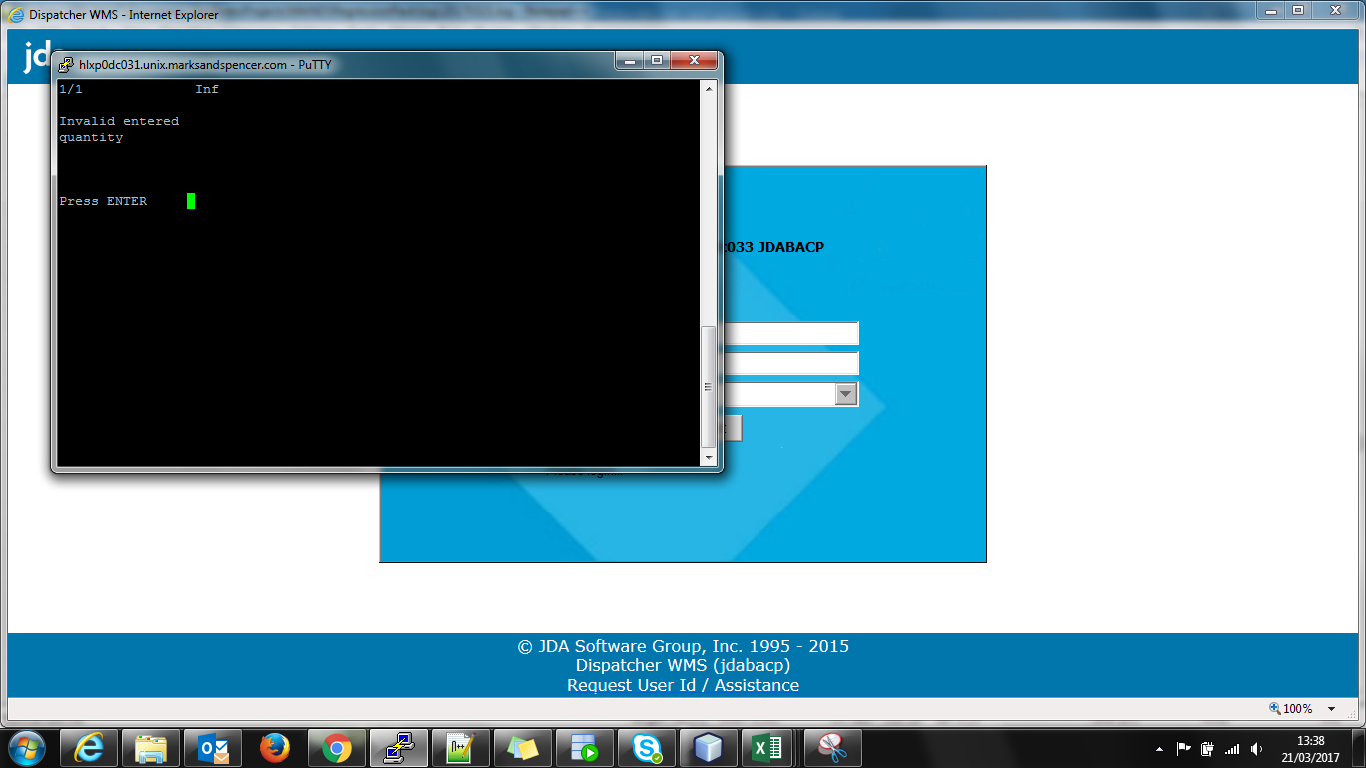 Dispatcher WMS - Internet Explorer
jd
hlxp0dc031.unix.marksandspencer.com - PuTTY
1/1 Inf
Invalid entered
quantity
Press ENTER
033 JDABACP
© JDA Software Group, Inc. 1995 - 2015
Dispatcher WMS (jdabacp)
Request User Id / Assistance
100%
13:38
21/03/2017